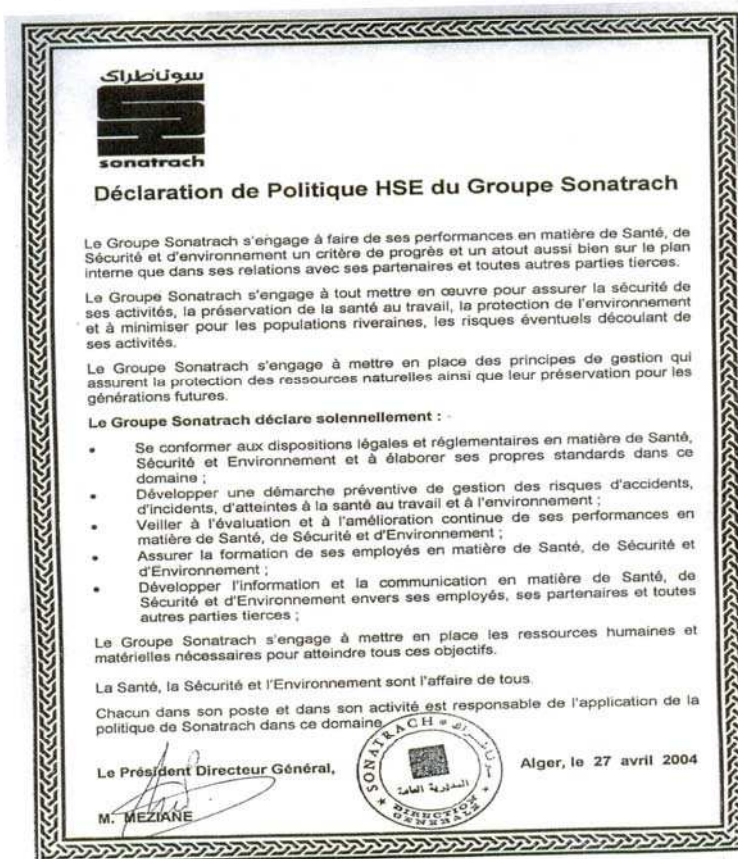 سوناطراك
sonatrach
Déclaration de Politique HSE du Groupe Sonatrach
Le Groupe Sonatrach s'engage à faire de ses performances en matière de Santé, de
Sécurité et d'environnement un critère de progrès et un atout aussi bien sur le plan
interne que dans ses relations avec ses partenaires et toutes autres parties tierces.
Le Groupe Sonatrach s'engage à tout mettre en œuvre pour assurer la sécurité de
ses activités, la préservation de la santé au travail, la protection de l'environnement
et à minimiser pour les populations riveraines, les risques éventuels découlant de
ses activités.
Le Groupe Sonatrach s'engage à mettre en place des principes de gestion qui
assurent la protection des ressources naturelles ainsi que leur préservation pour les
générations futures.
Le Groupe Sonatrach déclare solennellement :
• Se conformer aux dispositions légales et réglementaires en matière de Santé,
Sécurité et Environnement et à élaborer ses propres standards dans ce
domaine ;
• Développer une démarche préventive de gestion des risques d'accidents,
d'incidents, d'atteintes à la santé au travail et à l'environnement ;
• Veiller à l'évaluation et à l'amélioration continue de ses performances en
matière de Santé, de Sécurité et d'Environnement ;
• Assurer la formation de ses employés en matière de Santé, de Sécurité et
d'Environnement ;
• Développer l'information et la communication en matière de Santé, de
Sécurité et d'Environnement envers ses employés, ses partenaires et toutes
autres parties tierces ;
Le Groupe Sonatrach s'engage à mettre en place les ressources humaines et
matérielles nécessaires pour atteindre tous ces objectifs.
La Santé, la Sécurité et l'Environnement sont l'affaire de tous.
Chacun dans son poste et dans son activité est responsable de l'application de la
politique de Sonatrach dans ce domaine
Le Président Directeur Général,
Alger, le 27 avril 2004
M. MEZIANE
SONATRACH
سوناطراك
المديرية العامة
DIRECTION
GENERALE